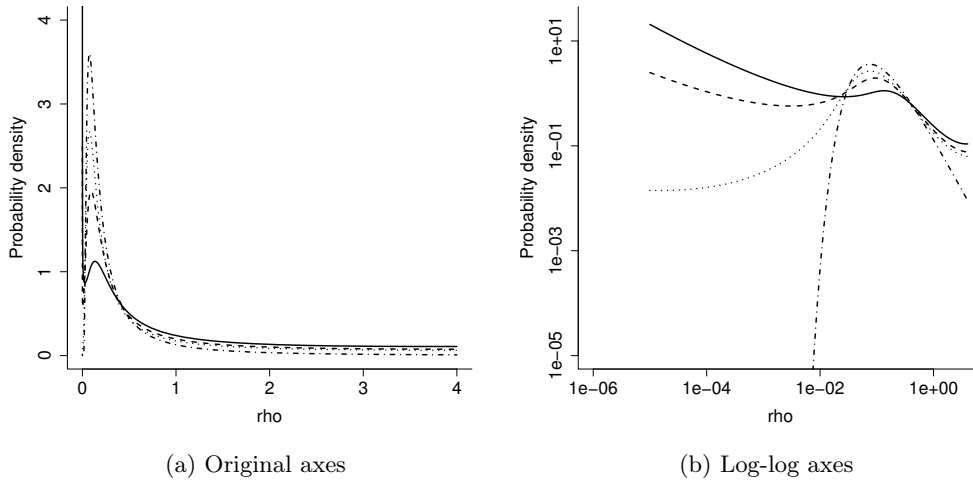 Probability density
4
3
2
1
0
0 1 2 3 4
rho
(a) Original axes
Probability density
1e+01
1e−01
1e−03
1e−05
1e−06 1e−04 1e−02 1e+00
rho
(b) Log-log axes